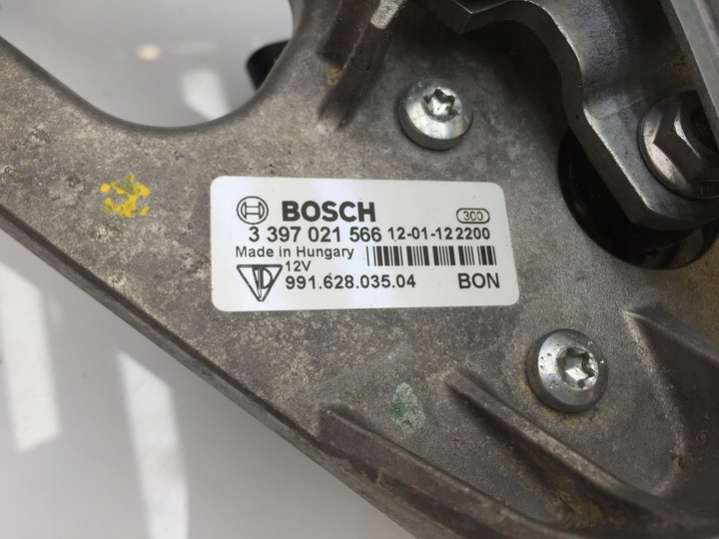 BOSCH 300
3 397 021 566 12-01-12 2200
Made in Hungary
12V
991.628.035.04 BON